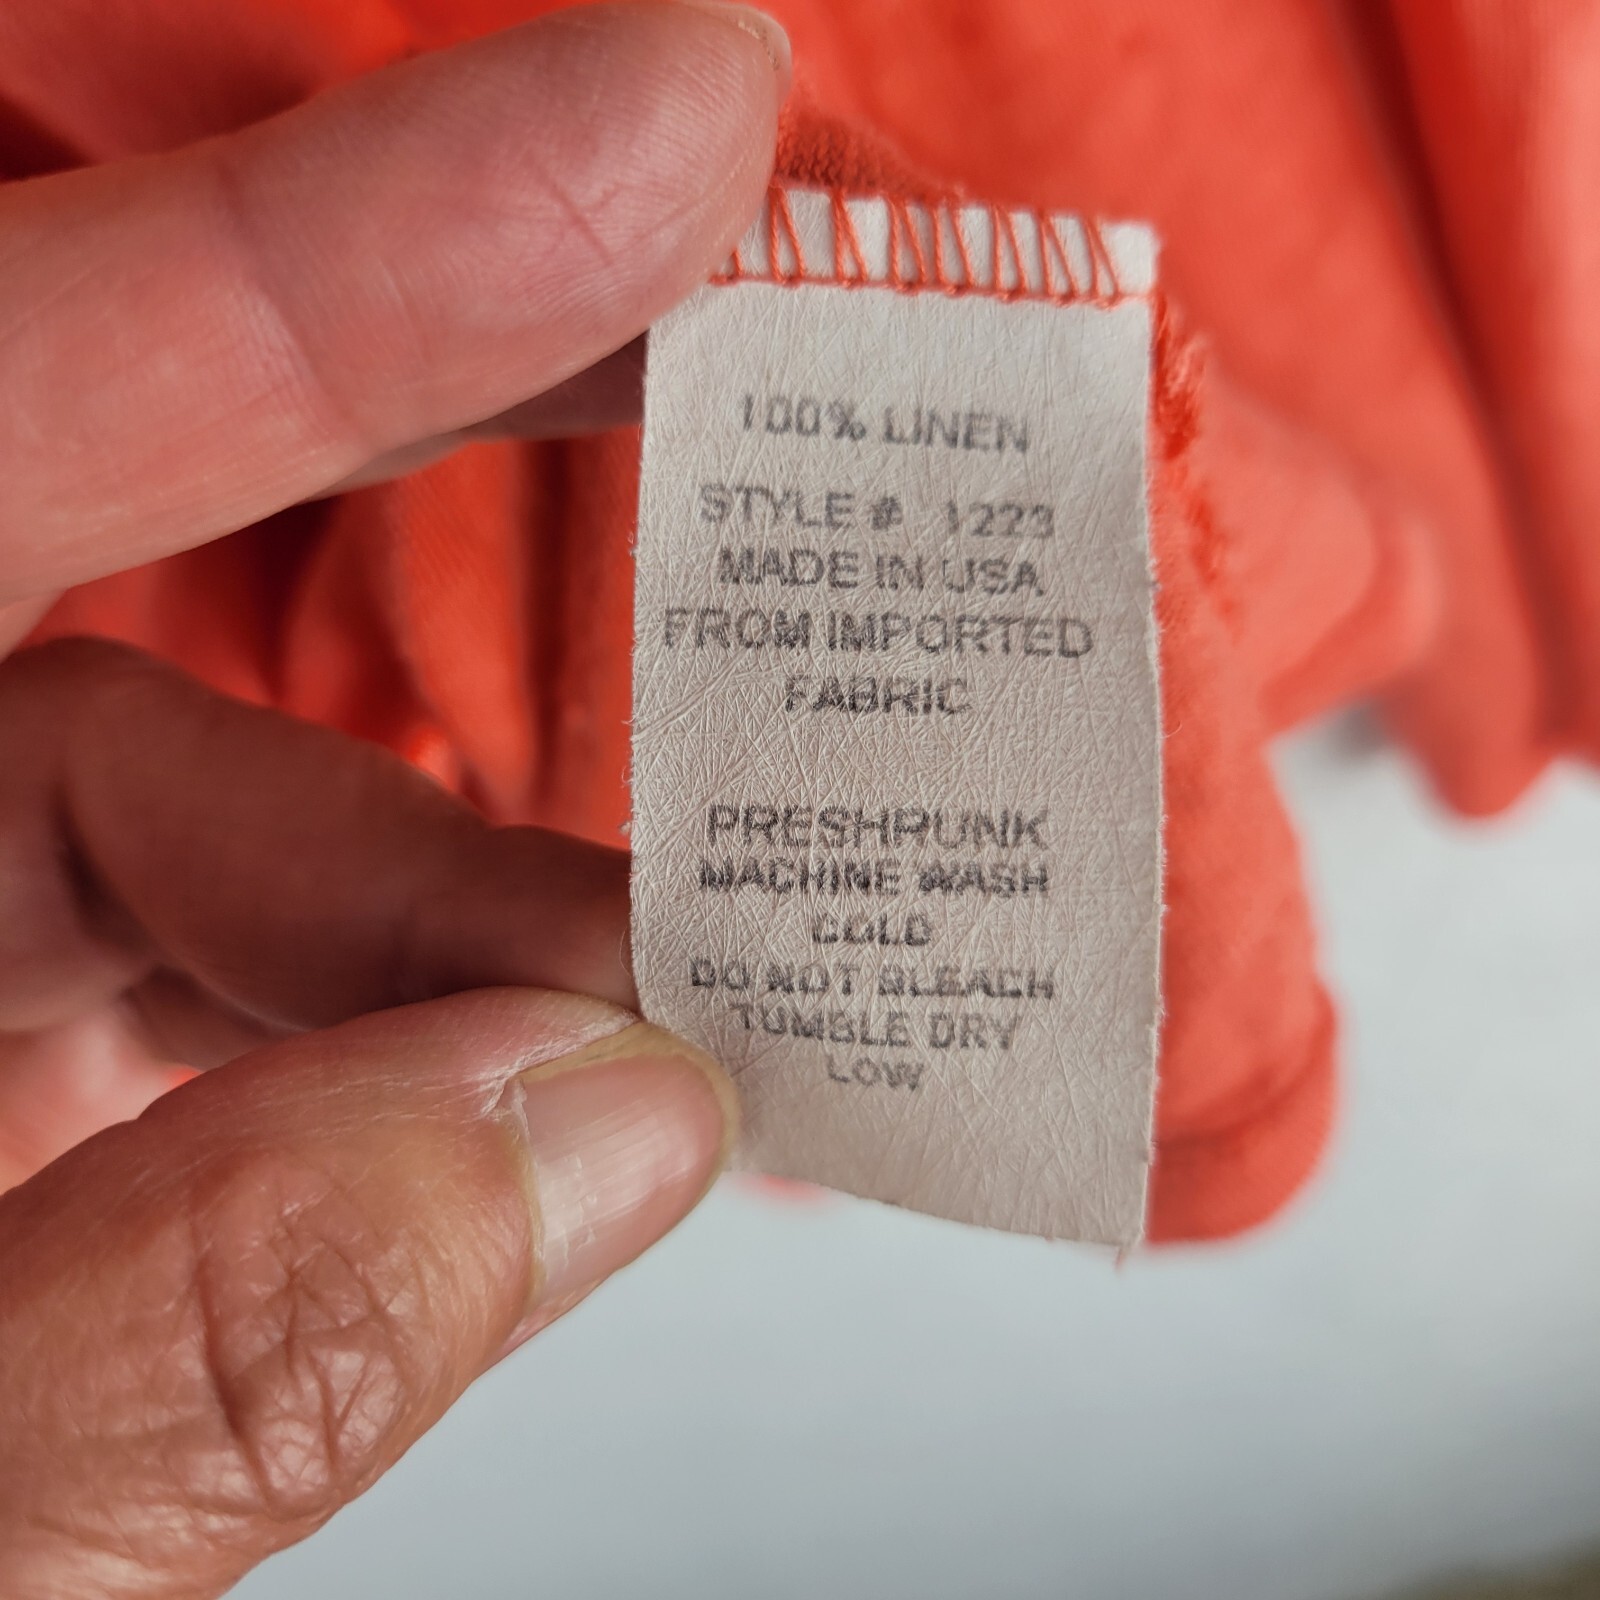 100% LINEN
STYLE # 1223
MADE IN USA
FROM IMPORTED
FABRIC
PRESHRUNK
MACHINE WASH
COLD
DO NOT BLEACH
TUMBLE DRY
LOW